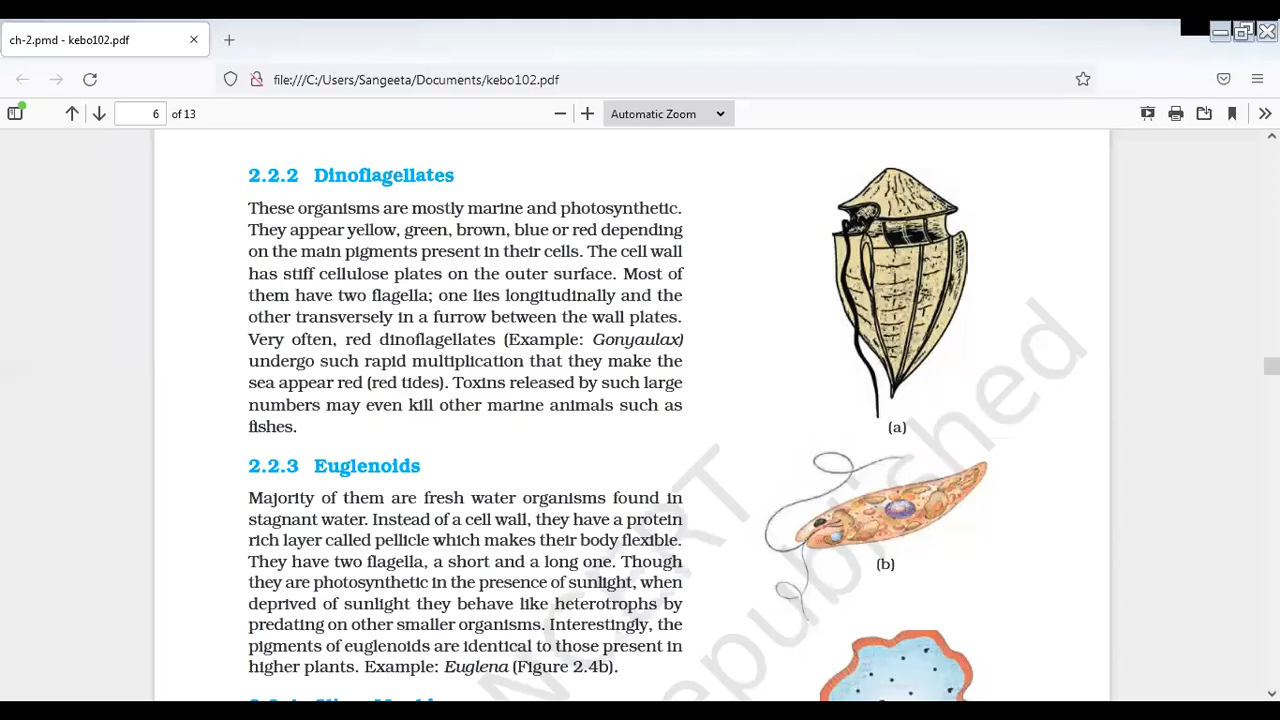 ch-2.pmd - kebo102.pdf
file:///C:/Users/Sangeeta/Documents/kebo102.pdf
6 of 13
Automatic Zoom
2.2.2 Dinoflagellates
These organisms are mostly marine and photosynthetic.
They appear yellow, green, brown, blue or red depending
on the main pigments present in their cells. The cell wall
has stiff cellulose plates on the outer surface. Most of
them have two flagella; one lies longitudinally and the
other transversely in a furrow between the wall plates.
Very often, red dinoflagellates (Example: Gonyaulax)
undergo such rapid multiplication that they make the
sea appear red (red tides). Toxins released by such large
numbers may even kill other marine animals such as
fishes.
(a)
2.2.3 Euglenoids
Majority of them are fresh water organisms found in
stagnant water. Instead of a cell wall, they have a protein
rich layer called pellicle which makes their body flexible.
They have two flagella, a short and a long one. Though
they are photosynthetic in the presence of sunlight, when
deprived of sunlight they behave like heterotrophs by
predating on other smaller organisms. Interestingly, the
pigments of euglenoids are identical to those present in
higher plants. Example: Euglena (Figure 2.4b).
(b)
NCERT
republished